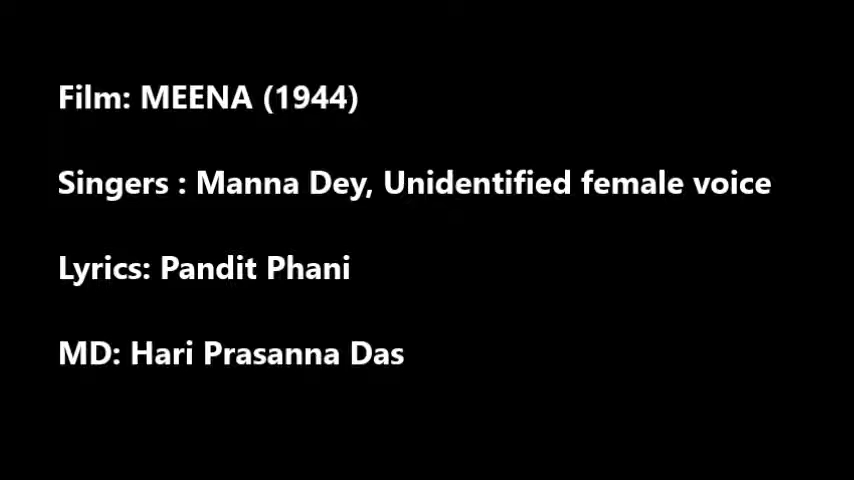 Film: MEENA (1944)
Singers : Manna Dey, Unidentified female voice
Lyrics: Pandit Phani
MD: Hari Prasanna Das